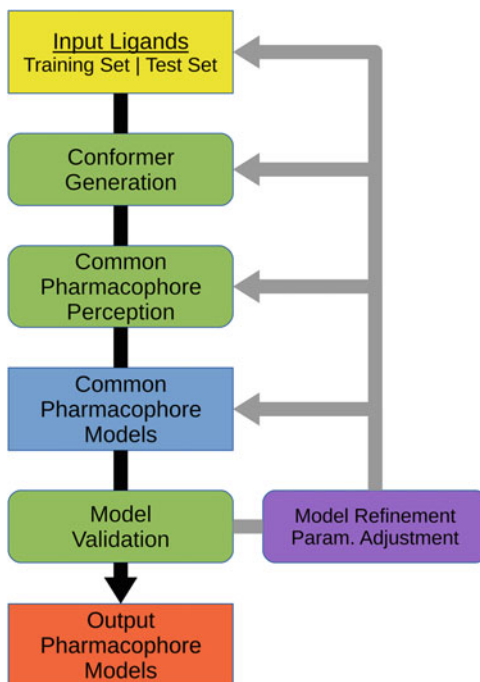 Input Ligands
Training Set | Test Set
Conformer
Generation
Common
Pharmacophore
Perception
Common
Pharmacophore
Models
Model
Validation
Model Refinement
Param. Adjustment
Output
Pharmacophore
Models